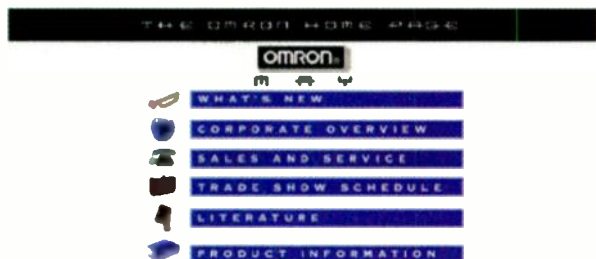 THE OMRON HOME PAGE
OMRON
WHAT'S NEW
CORPORATE OVERVIEW
SALES AND SERVICE
TRADE SHOW SCHEDULE
LITERATURE
PRODUCT INFORMATION